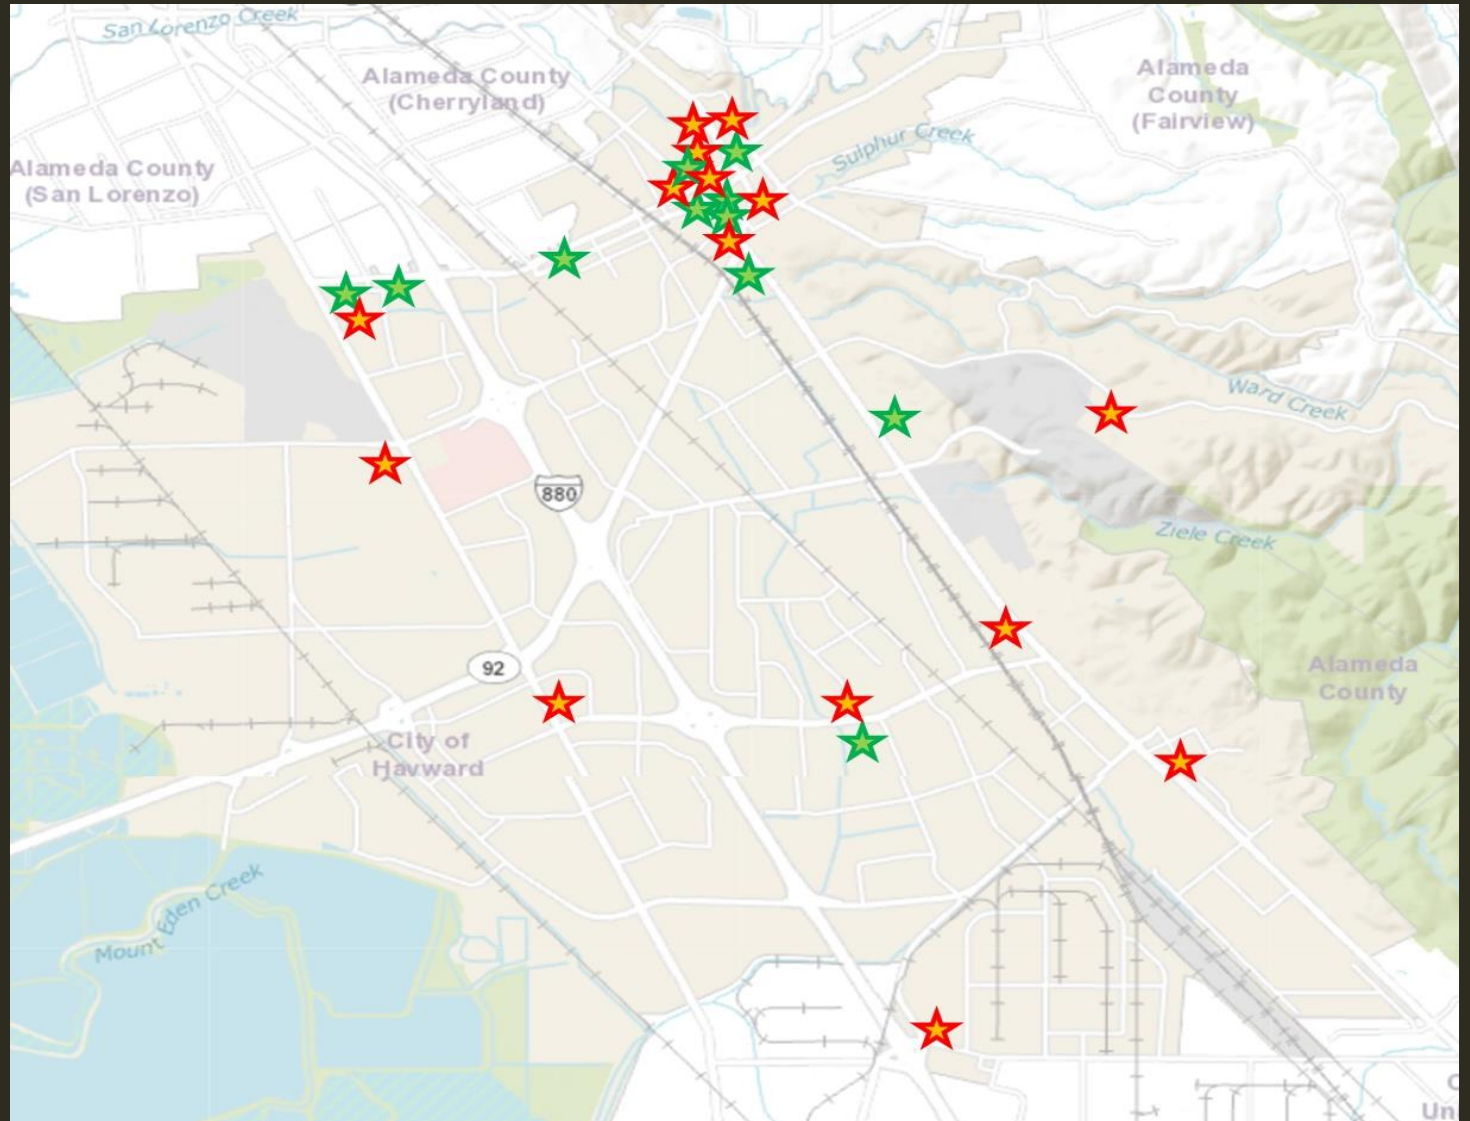 San Lorenzo Creek
Alameda County
(Cherryland)
Alameda
County
(Fairview)
Sulphur Creek
Alameda County
(San Lorenzo)
Ward Creek
880
Ziele Creek
92
Alameda
County
City of
Hayward
Mount Eden Creek
Un